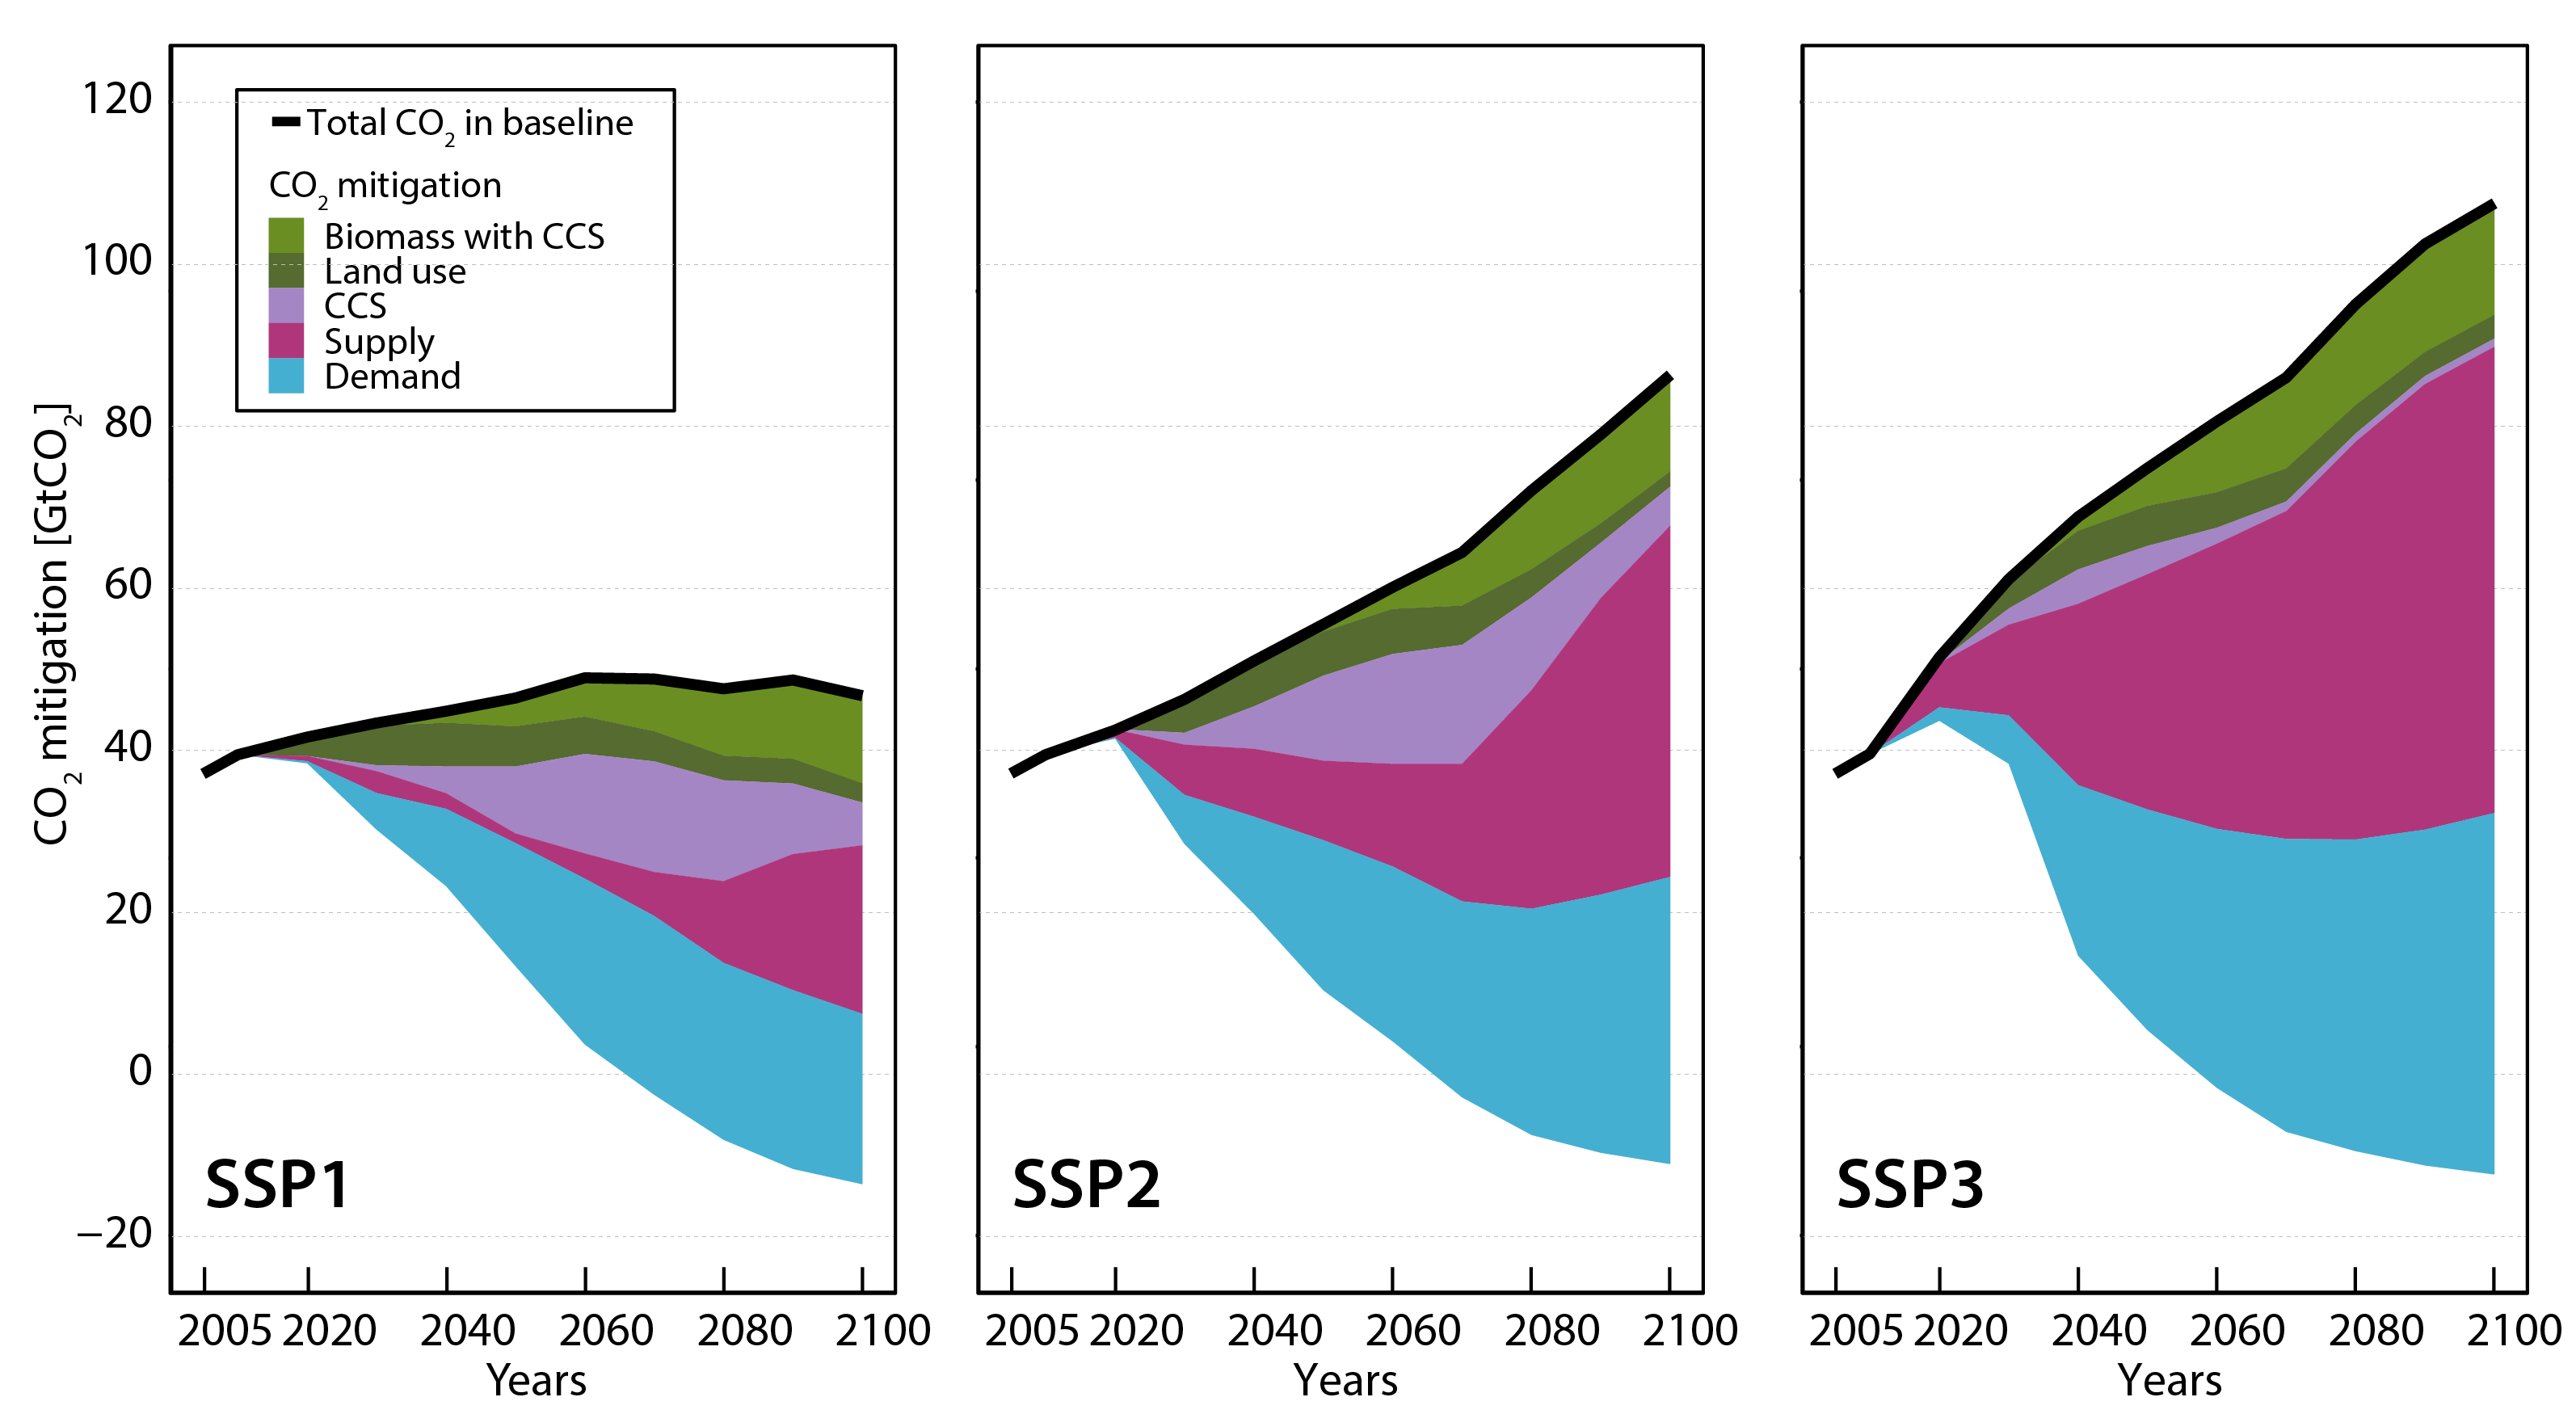 CO2 mitigation [GtCO2]
120
100
80
60
40
20
0
−20
Total CO2 in baseline
CO2 mitigation
Biomass with CCS
Land use
CCS
Supply
Demand
SSP1
2005 2020 2040 2060 2080 2100
Years
SSP2
2005 2020 2040 2060 2080 2100
Years
SSP3
2005 2020 2040 2060 2080 2100
Years